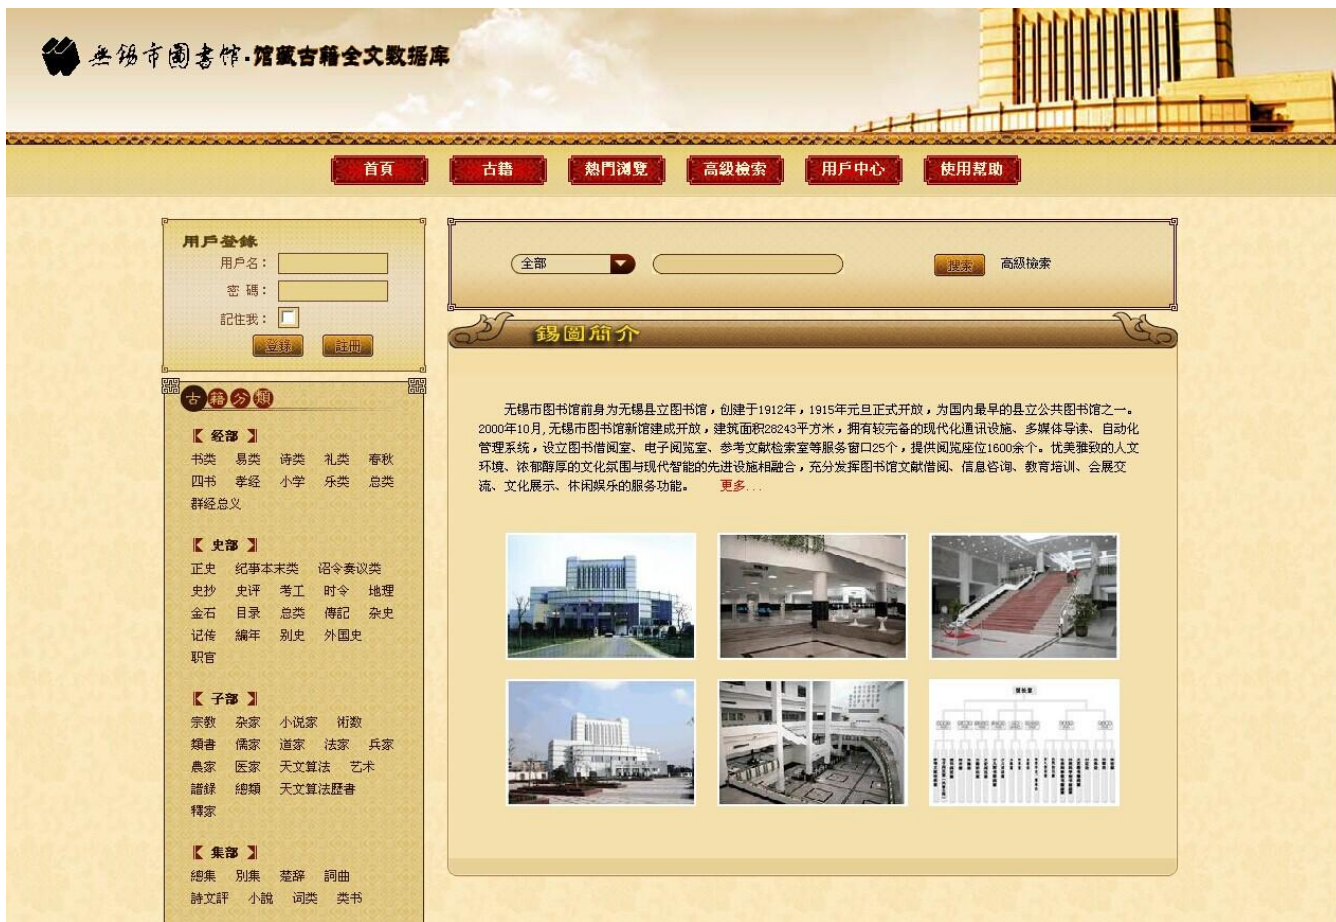 無錫市圖書馆·馆藏古籍全文数据库
首頁 古籍 熱門瀏覽 高級檢索 用戶中心 使用幫助
用戶登錄
用戶名：
密 碼：
記住我：
登錄 註冊
全部 搜索 高級檢索
錫圖簡介
无锡市图书馆前身为无锡县立图书馆，创建于1912年，1915年元旦正式开放，为国内最早的县立公共图书馆之一。
2000年10月,无锡市图书馆新馆建成开放，建筑面积28243平方米，拥有较完备的现代化通讯设施、多媒体导读、自动化
管理系统，设立图书借阅室、电子阅览室、参考文献检索室等服务窗口25个，提供阅览座位1600余个。优美雅致的人文
环境、浓郁醇厚的文化氛围与现代智能的先进设施相融合，充分发挥图书馆文献借阅、信息咨询、教育培训、会展交
流、文化展示、休闲娱乐的服务功能。 更多...
古籍分類
【 经部 】
书类 易类 诗类 礼类 春秋
四书 孝经 小学 乐类 总类
群经总义
【 史部 】
正史 纪事本末类 诏令奏议类
史抄 史评 考工 时令 地理
金石 目录 总类 傳記 杂史
记传 編年 别史 外国史
职官
【 子部 】
宗教 杂家 小说家 術数
類書 儒家 道家 法家 兵家
農家 医家 天文算法 艺术
譜錄 總類 天文算法歷書
釋家
【 集部 】
總集 別集 楚辞 詞曲
詩文評 小說 词类 类书